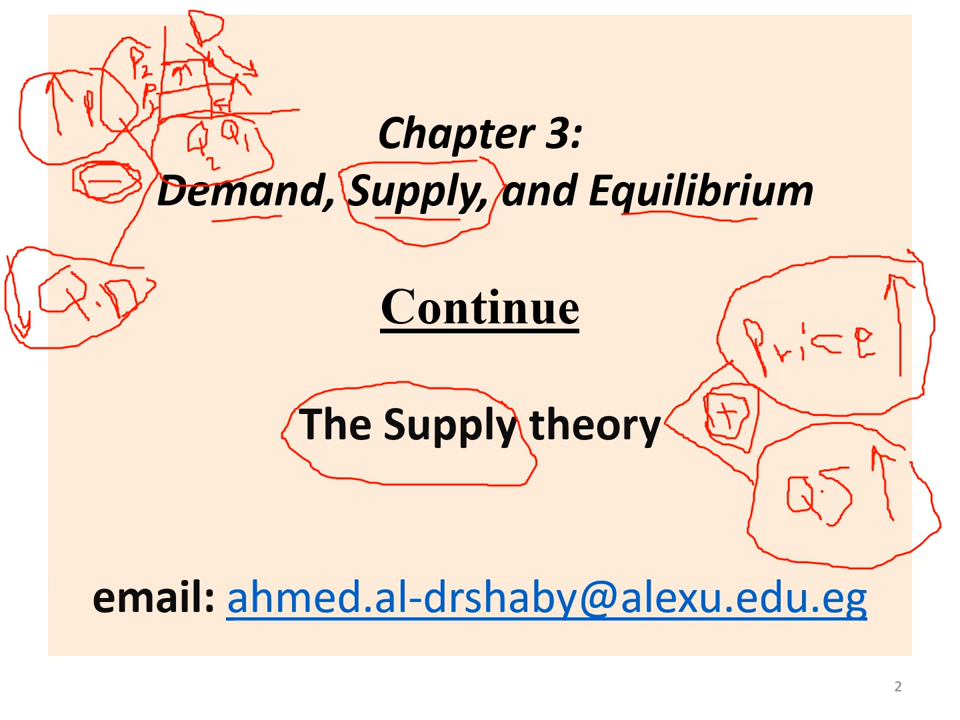 D
P2
P1
P
Q2 Q1
Chapter 3:
Demand, Supply, and Equilibrium
Q.D
Continue
Price
+
The Supply theory
Q.S
email: ahmed.al-drshaby@alexu.edu.eg
2